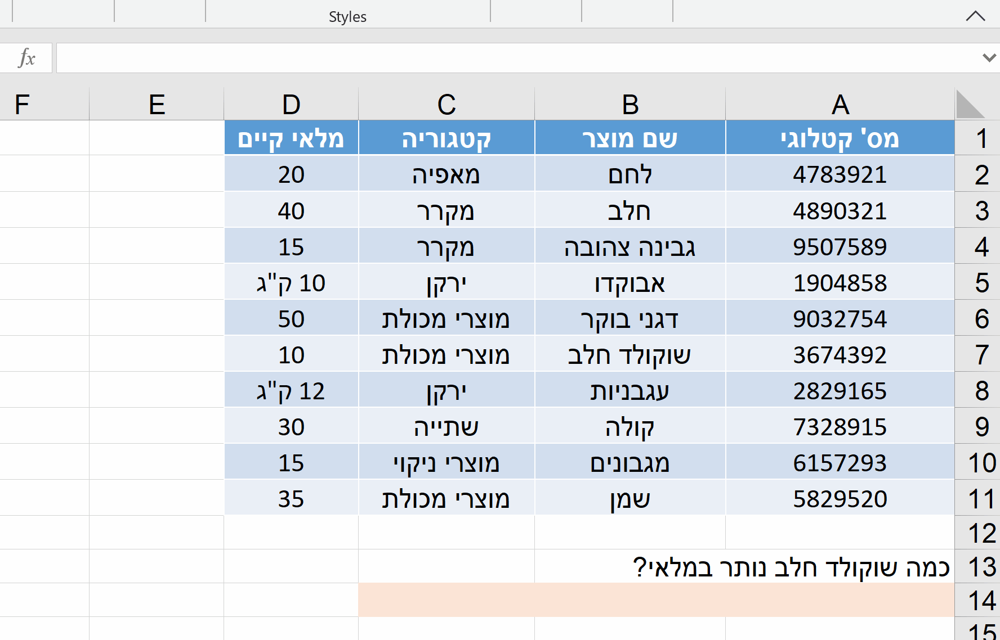 Styles
fx
A B C D E F
1 מס' קטלוגי שם מוצר קטגוריה מלאי קיים
2 4783921 לחם מאפיה 20
3 4890321 חלב מקרר 40
4 9507589 גבינה צהובה מקרר 15
5 1904858 אבוקדו ירקן 10 ק"ג
6 9032754 דגני בוקר מוצרי מכולת 50
7 3674392 שוקולד חלב מוצרי מכולת 10
8 2829165 עגבניות ירקן 12 ק"ג
9 7328915 קולה שתייה 30
10 6157293 מגבונים מוצרי ניקוי 15
11 5829520 שמן מוצרי מכולת 35
12
13 כמה שוקולד חלב נותר במלאי?
14
15